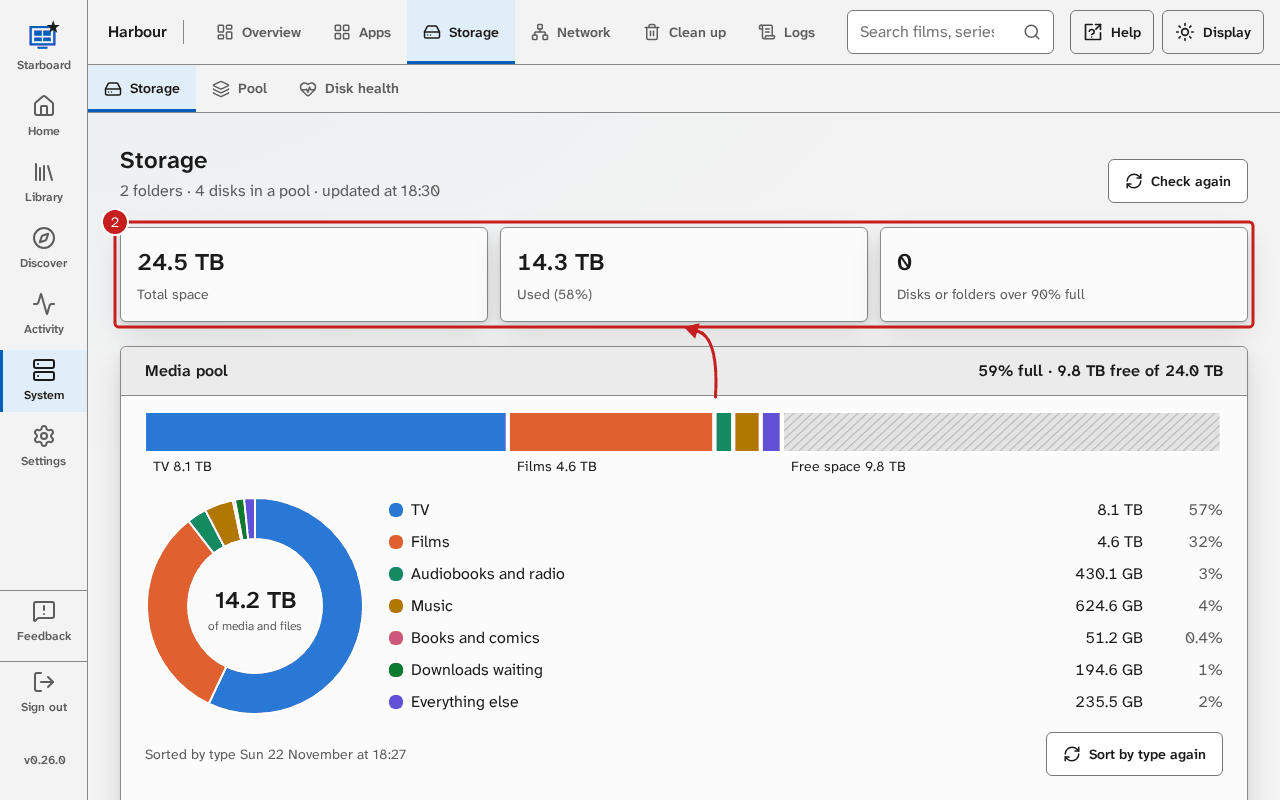 Starboard
Home
Library
Discover
Activity
System
Settings
Feedback
Sign out
v0.26.0
Harbour
Overview
Apps
Storage
Network
Clean up
Logs
Search films, series
Help
Display
Storage
Pool
Disk health
Storage
2 folders · 4 disks in a pool · updated at 18:30
Check again
2
24.5 TB
Total space
14.3 TB
Used (58%)
0
Disks or folders over 90% full
Media pool
59% full · 9.8 TB free of 24.0 TB
TV 8.1 TB
Films 4.6 TB
Free space 9.8 TB
14.2 TB
of media and files
TV 8.1 TB 57%
Films 4.6 TB 32%
Audiobooks and radio 430.1 GB 3%
Music 624.6 GB 4%
Books and comics 51.2 GB 0.4%
Downloads waiting 194.6 GB 1%
Everything else 235.5 GB 2%
Sorted by type Sun 22 November at 18:27
Sort by type again